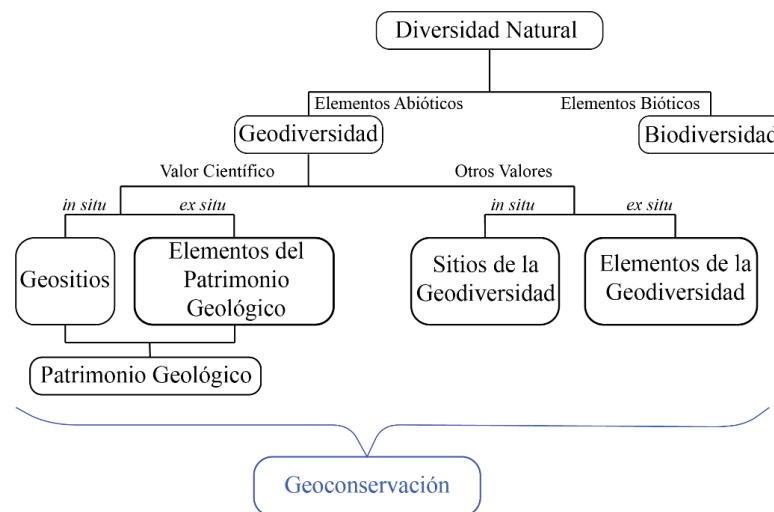 Diversidad Natural
Elementos Abióticos
Elementos Bióticos
Geodiversidad
Biodiversidad
Valor Científico
Otros Valores
in situ
ex situ
in situ
ex situ
Geositios
Elementos del
Patrimonio
Geológico
Sitios de la
Geodiversidad
Elementos de la
Geodiversidad
Patrimonio Geológico
Geoconservación